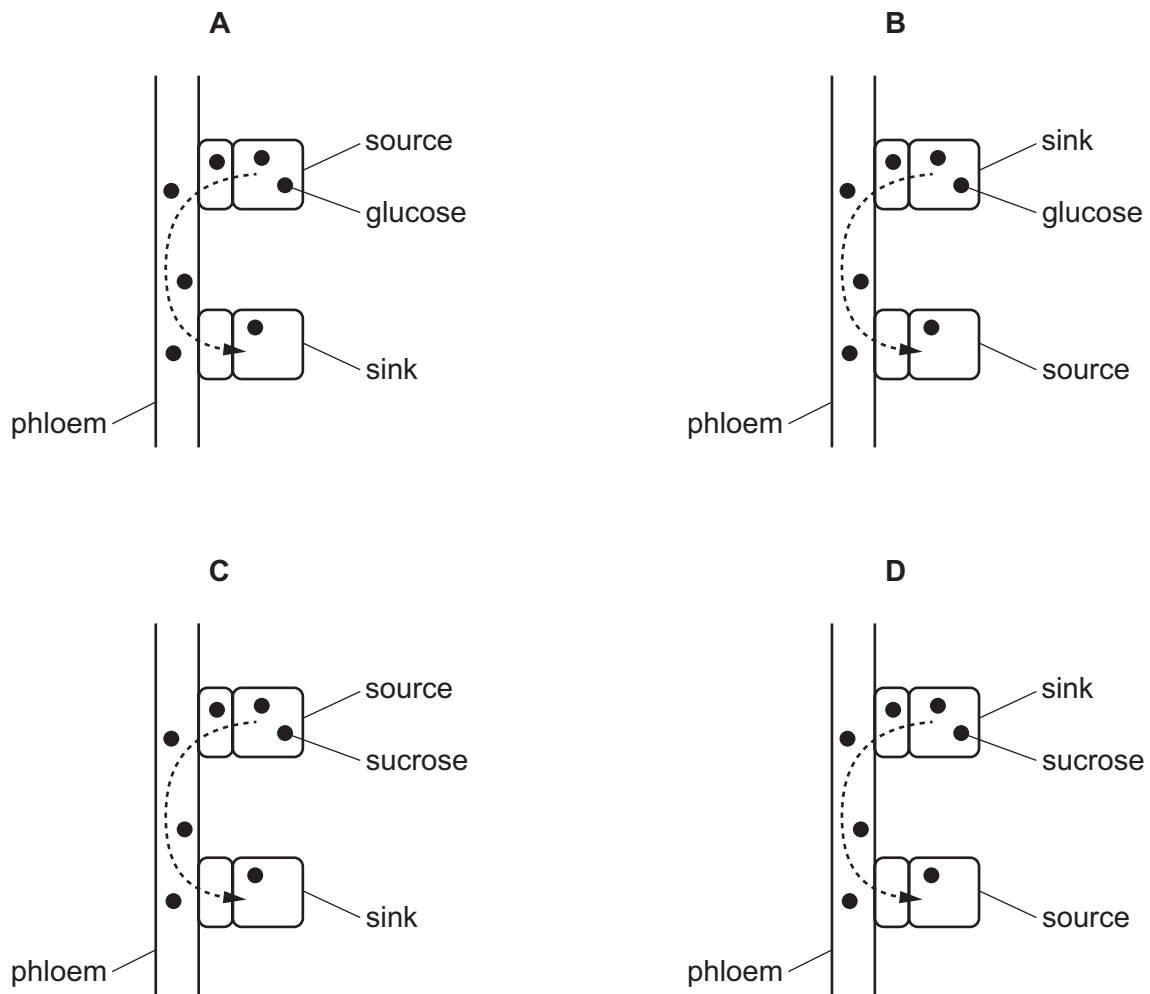 A
source
glucose
sink
phloem
B
sink
glucose
source
phloem
C
source
sucrose
sink
phloem
D
sink
sucrose
source
phloem